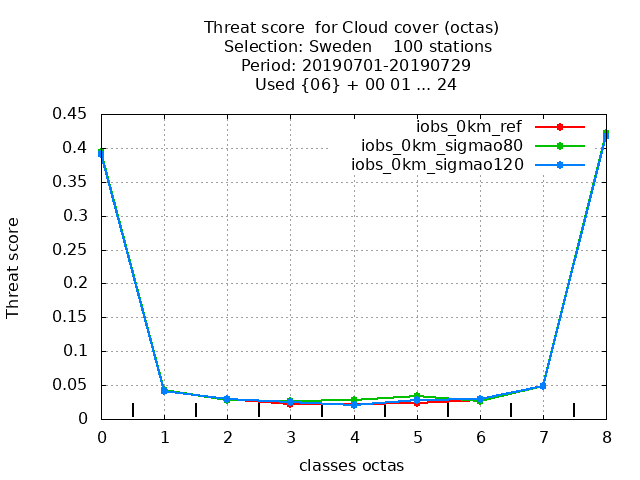 Threat score  for Cloud cover (octas)
Selection: Sweden    100 stations
Period: 20190701-20190729
Used {06} + 00 01 ... 24
iobs_0km_ref
iobs_0km_sigmao80
iobs_0km_sigmao120
0.45
0.4
0.35
0.3
0.25
0.2
0.15
0.1
0.05
0
Threat score
0 1 2 3 4 5 6 7 8
classes octas